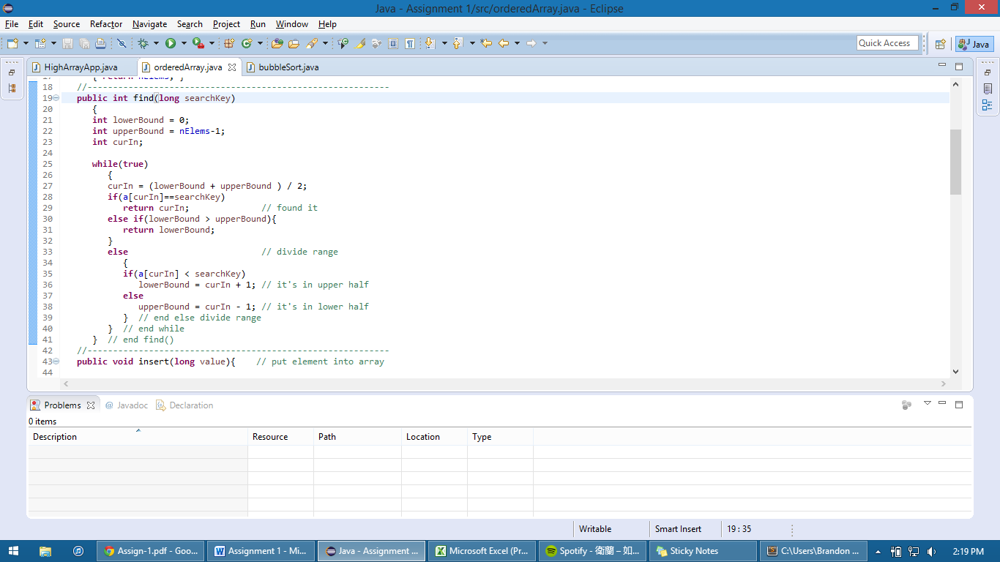 Java - Assignment 1/src/orderedArray.java - Eclipse
File Edit Source Refactor Navigate Search Project Run Window Help
Quick Access
Java
HighArrayApp.java orderedArray.java bubbleSort.java
17 { return nElems; }
18 //-----------------------------------------------------------
19 public int find(long searchKey)
20 {
21 int lowerBound = 0;
22 int upperBound = nElems-1;
23 int curIn;
24
25 while(true)
26 {
27 curIn = (lowerBound + upperBound ) / 2;
28 if(a[curIn]==searchKey)
29 return curIn; // found it
30 else if(lowerBound > upperBound){
31 return lowerBound;
32 }
33 else // divide range
34 {
35 if(a[curIn] < searchKey)
36 lowerBound = curIn + 1; // it's in upper half
37 else
38 upperBound = curIn - 1; // it's in lower half
39 } // end else divide range
40 } // end while
41 } // end find()
42 //-----------------------------------------------------------
43 public void insert(long value){ // put element into array
44
Problems @ Javadoc Declaration
0 items
Description Resource Path Location Type
Writable Smart Insert 19 : 35
Assign-1.pdf - Goo... Assignment 1 - Mi... Java - Assignment ... Microsoft Excel (Pr... Spotify - 衛蘭 – 如... Sticky Notes C:\Users\Brandon ... 2:19 PM